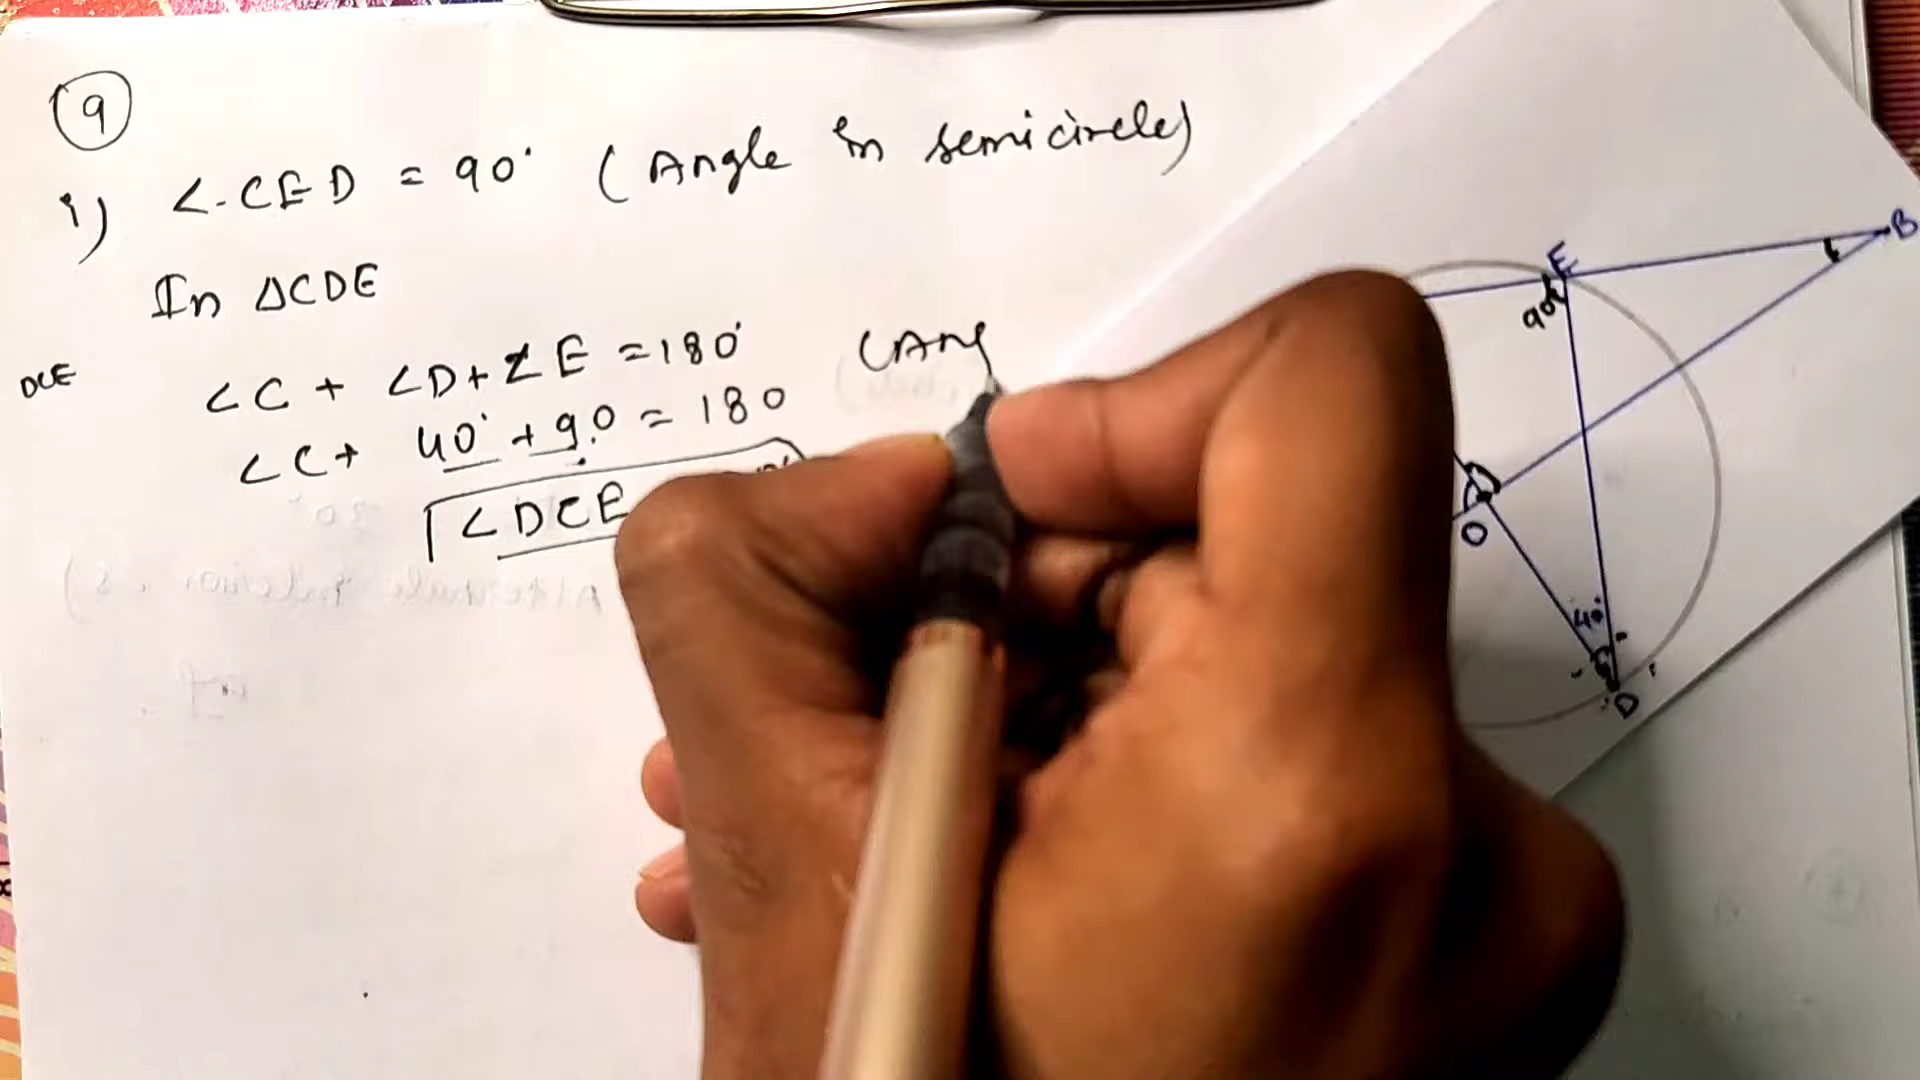 9
i) ∠CED = 90° (Angle in semicircle)
In ΔCDE
DCE
∠C + ∠D + ∠E = 180° (Ang
∠C + 40° + 90 = 180
∠DCE
E
B
90°
O
40°
D